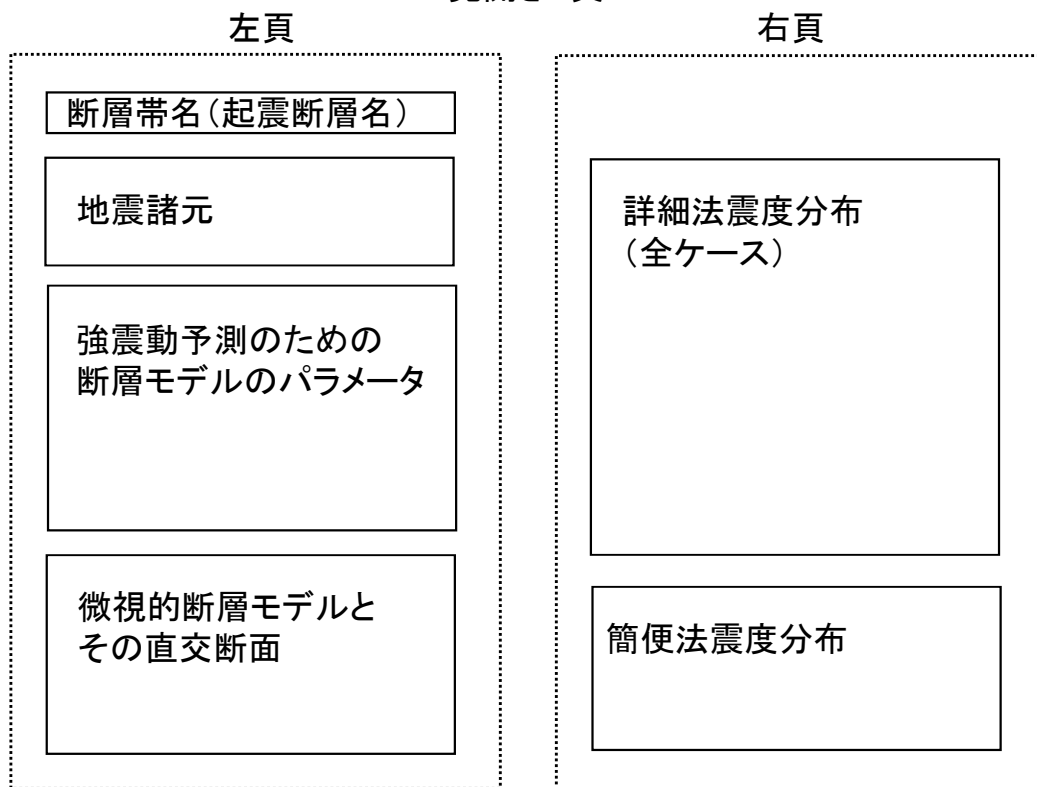 左頁
断層帯名(起震断層名)
地震諸元
強震動予測のための
断層モデルのパラメータ
微視的断層モデルと
その直交断面
右頁
詳細法震度分布
(全ケース)
簡便法震度分布